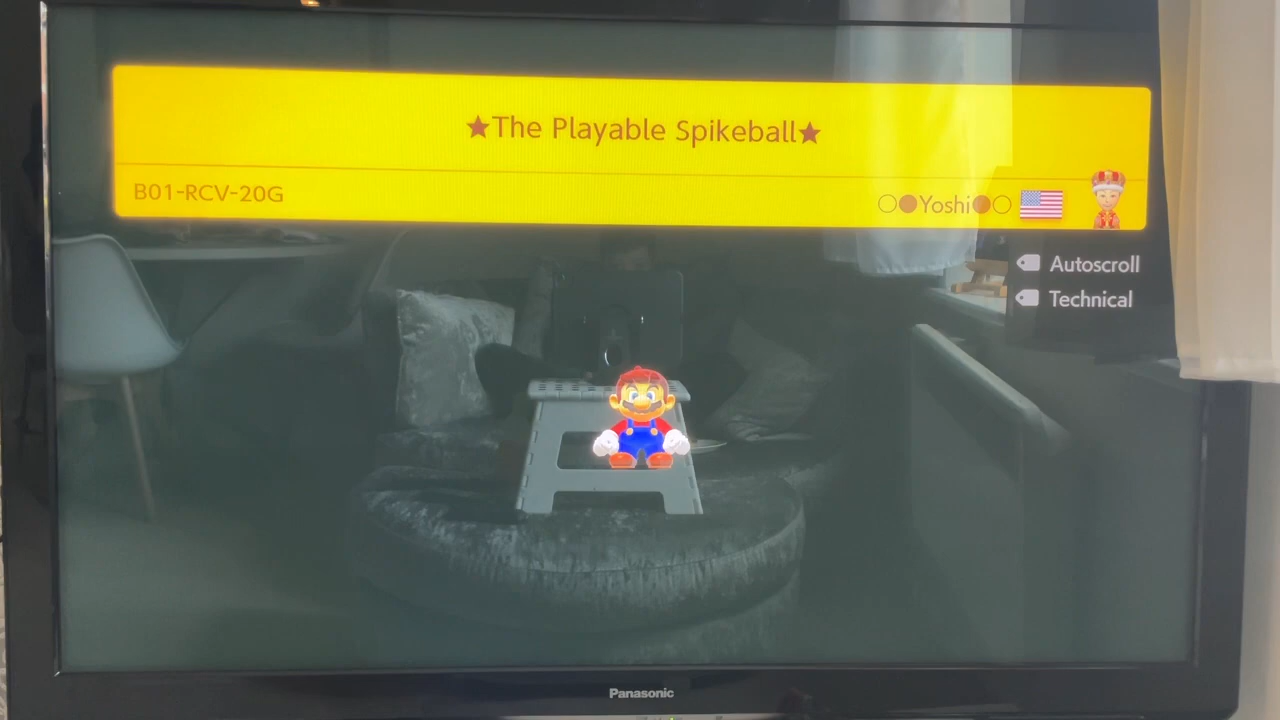 ★The Playable Spikeball★
B01-RCV-20G
○●Yoshi●○
Autoscroll
Technical
Panasonic